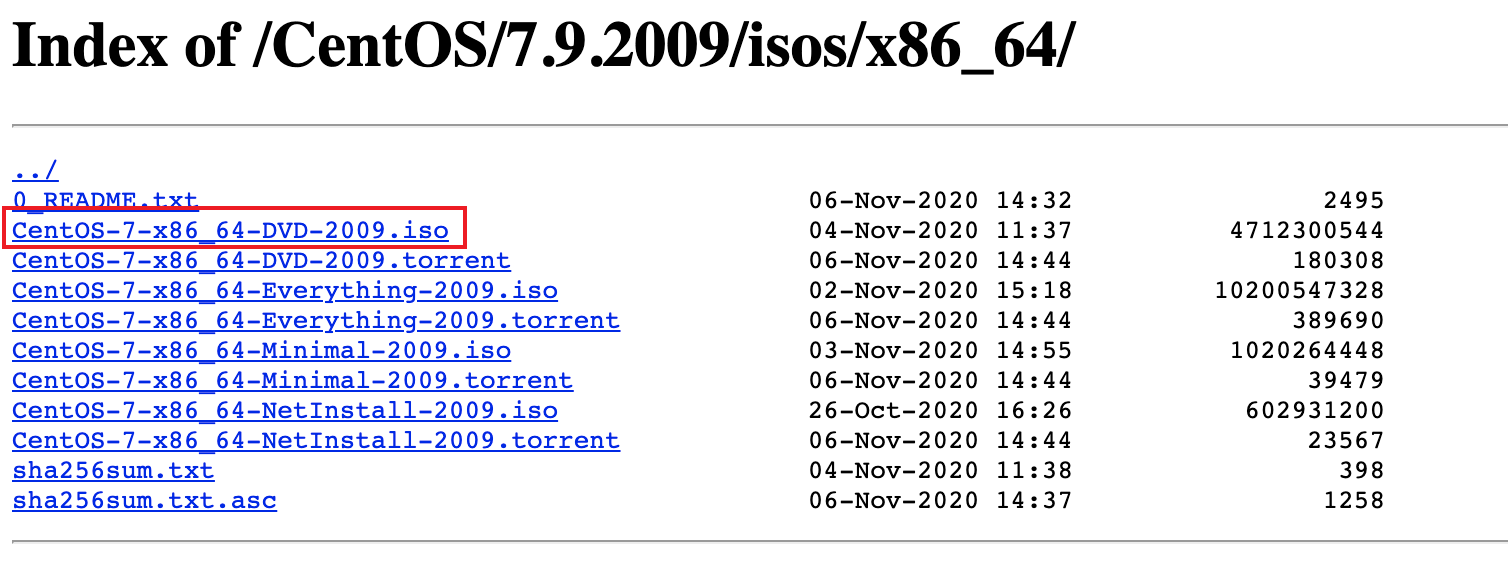 Index of /CentOS/7.9.2009/isos/x86_64/
../
0_README.txt 06-Nov-2020 14:32 2495
CentOS-7-x86_64-DVD-2009.iso 04-Nov-2020 11:37 4712300544
CentOS-7-x86_64-DVD-2009.torrent 06-Nov-2020 14:44 180308
CentOS-7-x86_64-Everything-2009.iso 02-Nov-2020 15:18 10200547328
CentOS-7-x86_64-Everything-2009.torrent 06-Nov-2020 14:44 389690
CentOS-7-x86_64-Minimal-2009.iso 03-Nov-2020 14:55 1020264448
CentOS-7-x86_64-Minimal-2009.torrent 06-Nov-2020 14:44 39479
CentOS-7-x86_64-NetInstall-2009.iso 26-Oct-2020 16:26 602931200
CentOS-7-x86_64-NetInstall-2009.torrent 06-Nov-2020 14:44 23567
sha256sum.txt 04-Nov-2020 11:38 398
sha256sum.txt.asc 06-Nov-2020 14:37 1258